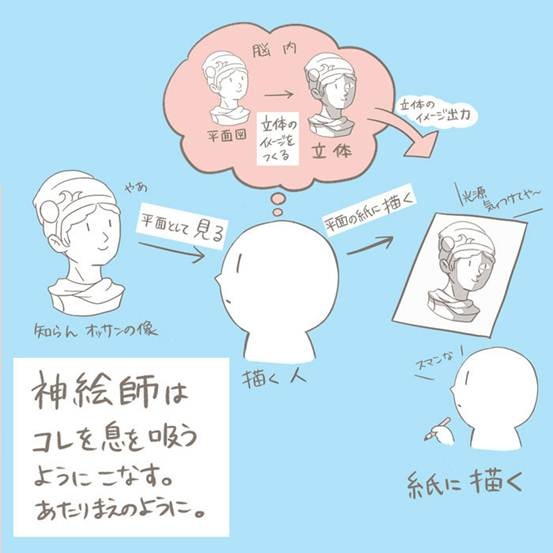 脳内
平面図
立体の
イメージを
つくる
立体
立体の
イメージ出力
やあ
平面として見る
平面の紙に描く
光源
気ぃつけてや〜
知らんオッサンの像
描く人
スマンな!
紙に描く
神絵師は
コレを息を吸う
ようにこなす。
あたりまえのように。